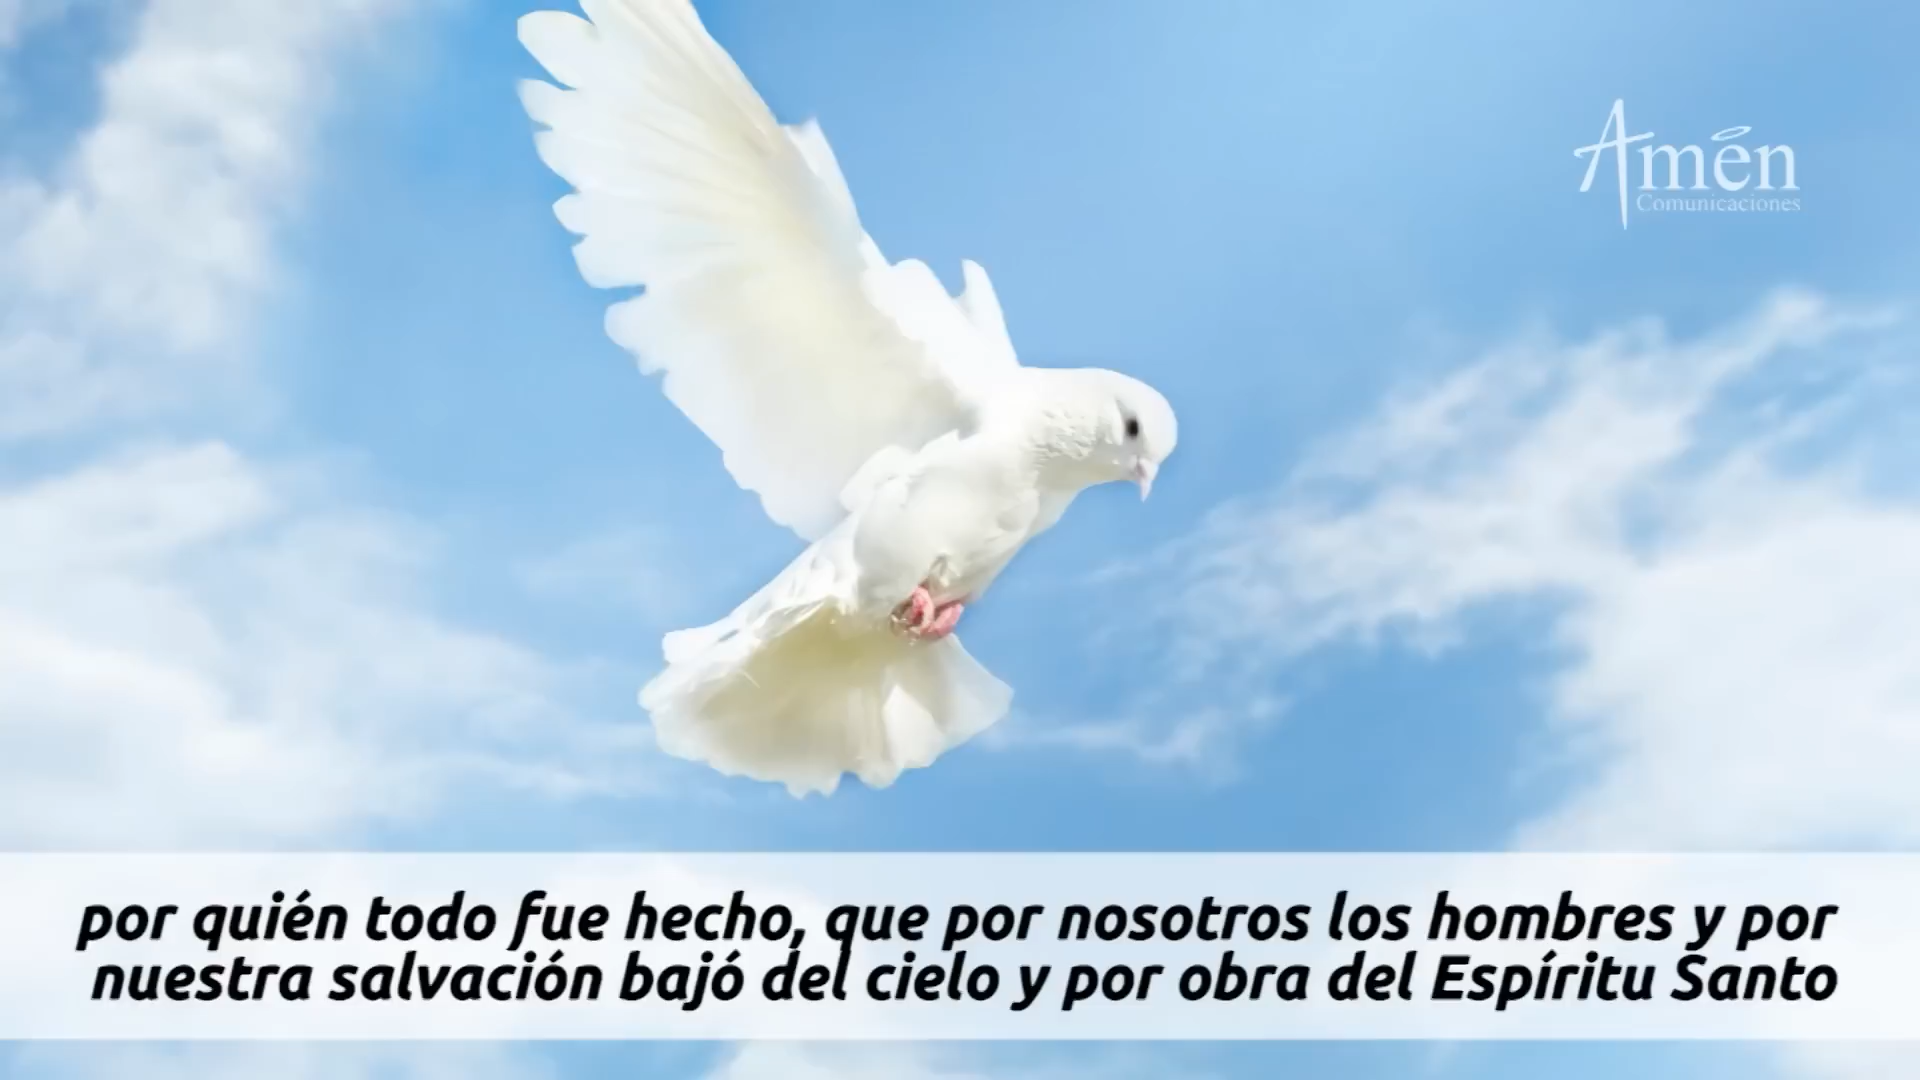 Amén
Comunicaciones
por quién todo fue hecho, que por nosotros los hombres y por
nuestra salvación bajó del cielo y por obra del Espíritu Santo